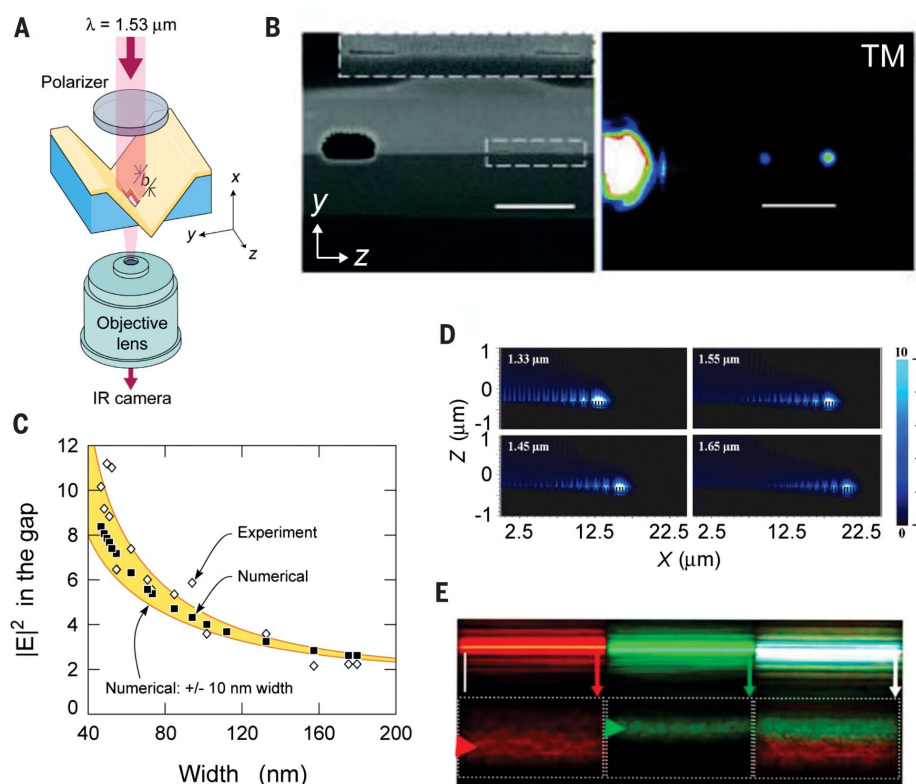 A
λ = 1.53 μm
Polarizer
b
x
y
z
Objective
lens
IR camera
B
y
z
TM
C
|E|² in the gap
12
10
8
6
4
2
0
Experiment
Numerical
Numerical: +/- 10 nm width
40 80 120 160 200
Width (nm)
D
Z (μm)
1
0
-1
1
0
-1
1.33 μm
1.55 μm
1.45 μm
1.65 μm
2.5 12.5 22.5 2.5 12.5 22.5
X (μm)
10
0
E